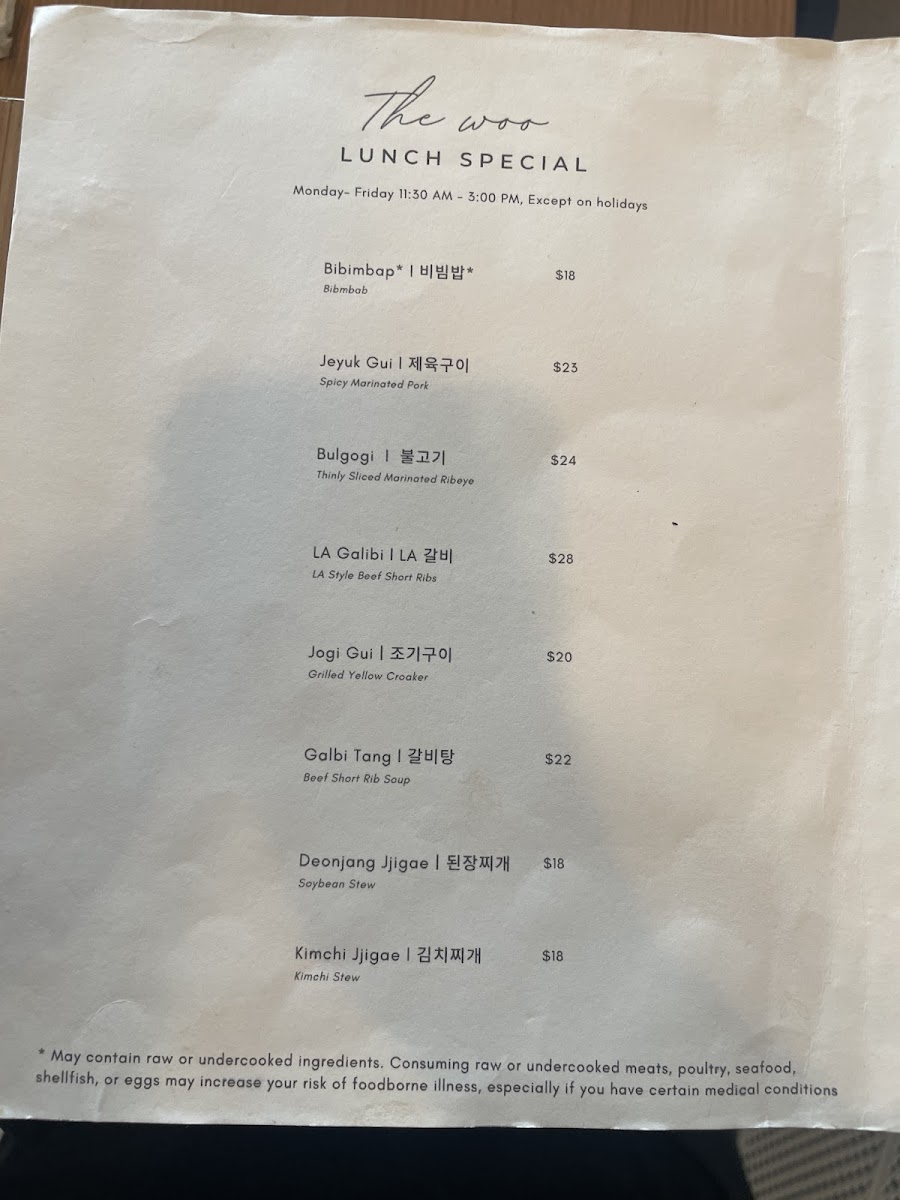 The woo
LUNCH SPECIAL
Monday- Friday 11:30 AM - 3:00 PM, Except on holidays
Bibimbap* | 비빔밥* $18
Bibmbab
Jeyuk Gui | 제육구이 $23
Spicy Marinated Pork
Bulgogi | 불고기 $24
Thinly Sliced Marinated Ribeye
LA Galibi | LA 갈비 $28
LA Style Beef Short Ribs
Jogi Gui | 조기구이 $20
Grilled Yellow Croaker
Galbi Tang | 갈비탕 $22
Beef Short Rib Soup
Deonjang Jjigae | 된장찌개 $18
Soybean Stew
Kimchi Jjigae | 김치찌개 $18
Kimchi Stew
* May contain raw or undercooked ingredients. Consuming raw or undercooked meats, poultry, seafood,
shellfish, or eggs may increase your risk of foodborne illness, especially if you have certain medical conditions